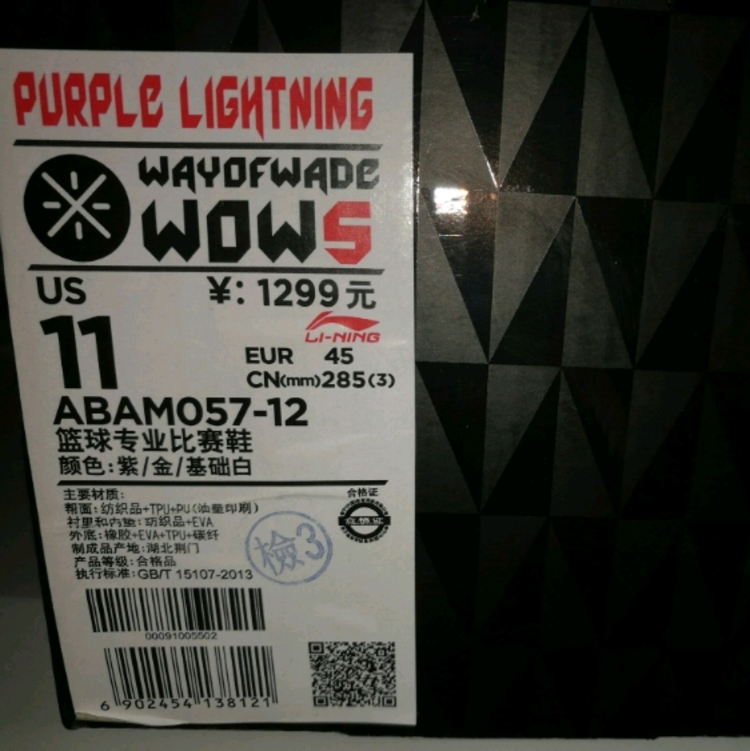 PURPLE LIGHTNING
WAYOFWADE
WOW5
US ¥: 1299元
11
LI-NING
EUR 45
CN(mm)285(3)
ABAM057-12
篮球专业比赛鞋
颜色:紫/金/基础白
主要材质: 合格证
帮面:纺织品+TPU+PU(油墨印刷)
衬里和内垫:纺织品+EVA
外底:橡胶+EVA+TPU+碳纤
制成品产地:湖北荆门
产品等级:合格品
执行标准:GB/T 15107-2013
檢3
00091005502
6 902454 138121